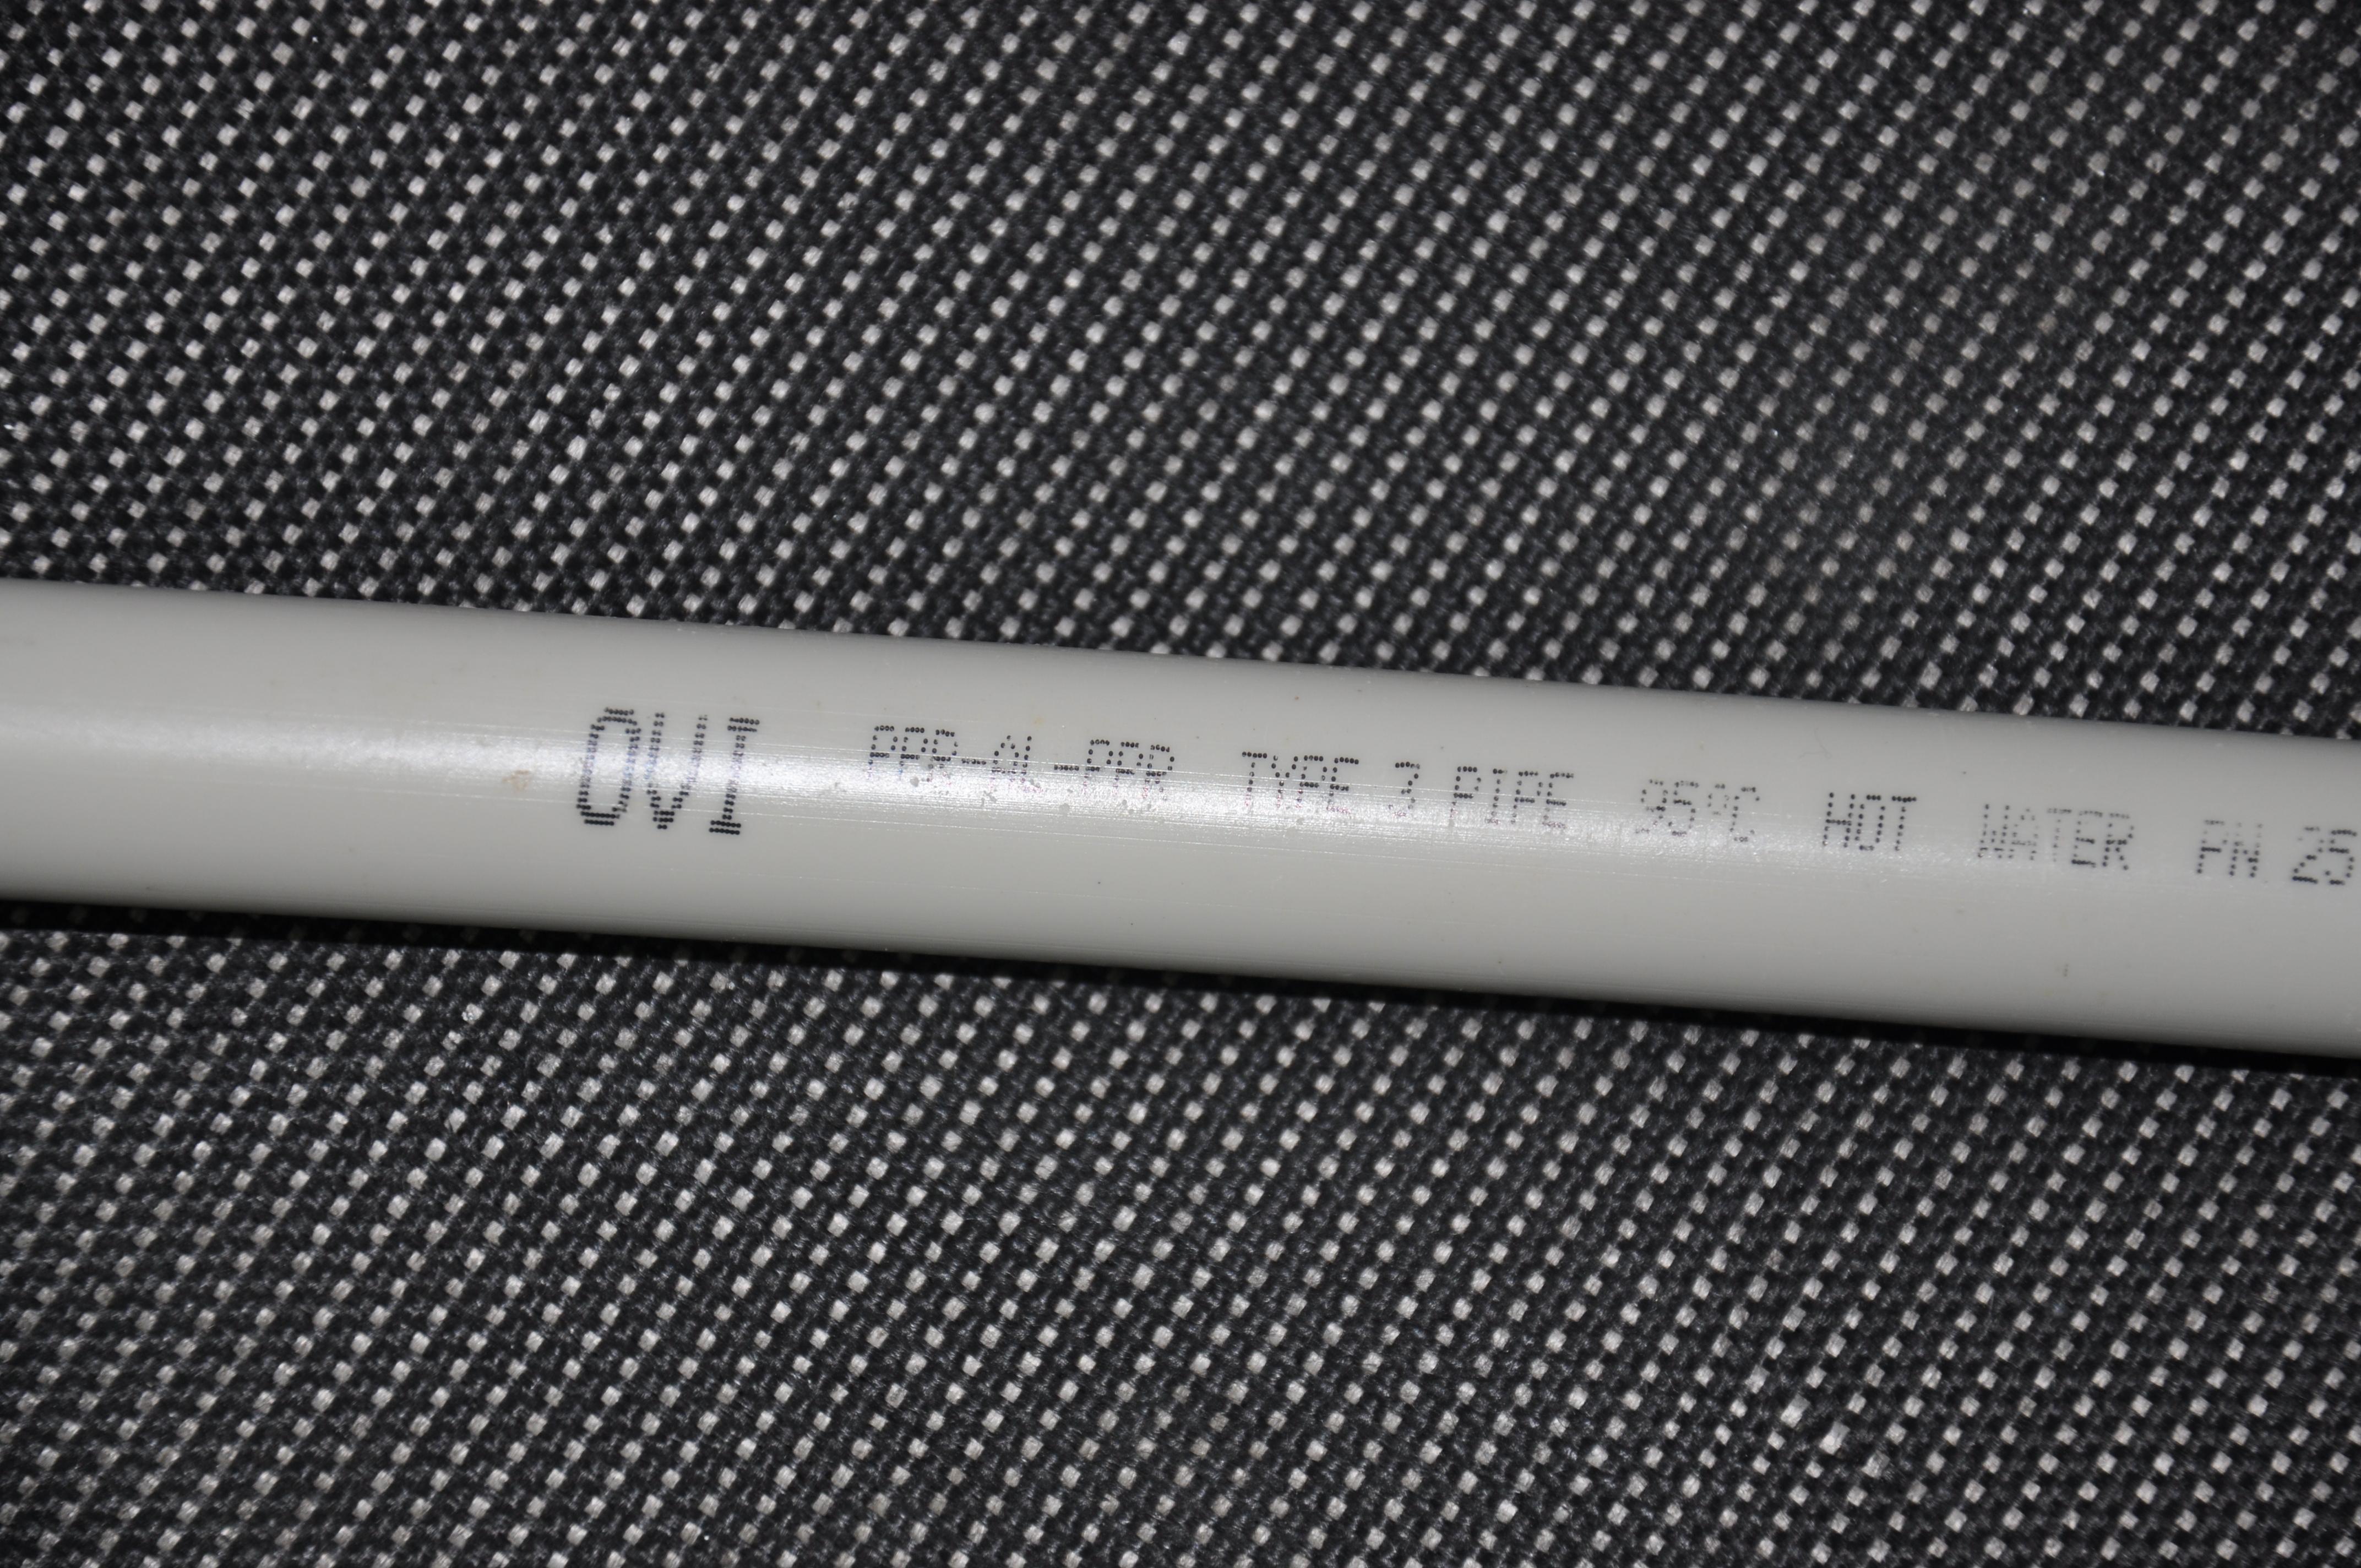 OVI PPR-AL-PPR TYPE 3 PIPE 95°C HOT WATER PN 25